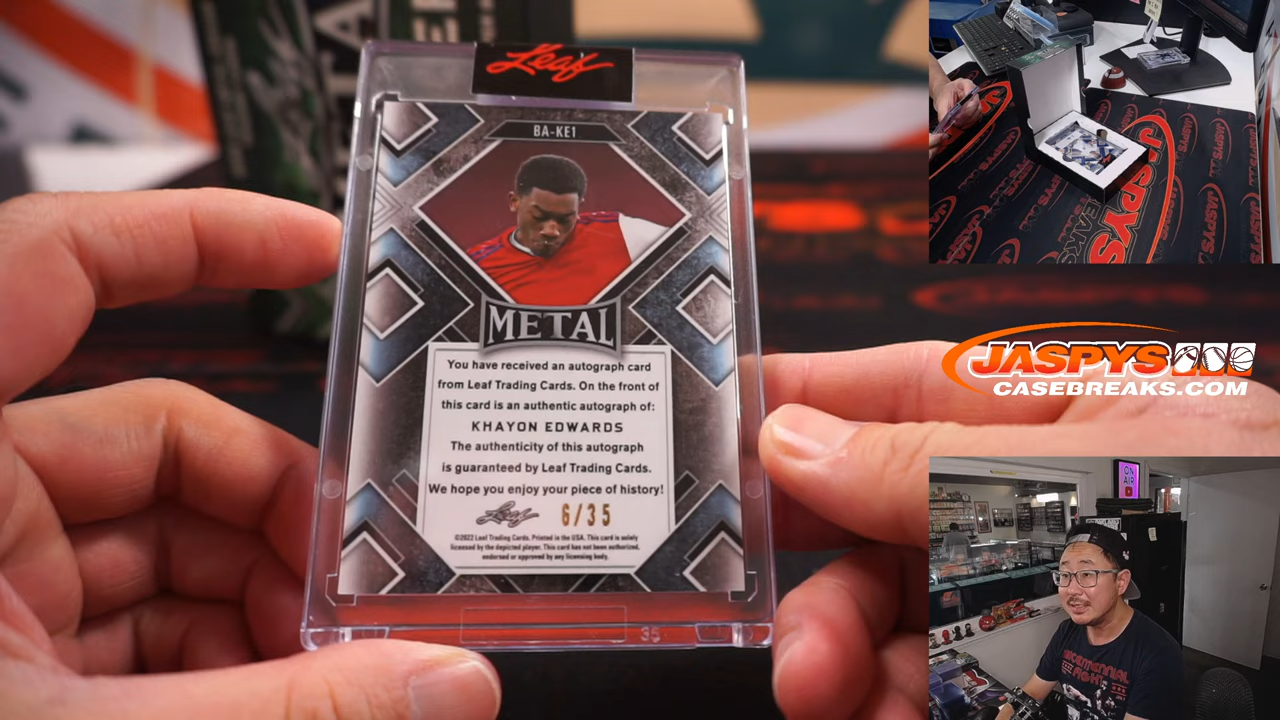 Leaf
BA-KE1
METAL
You have received an autograph card
from Leaf Trading Cards. On the front of
this card is an authentic autograph of:
KHAYON EDWARDS
The authenticity of this autograph
is guaranteed by Leaf Trading Cards.
We hope you enjoy your piece of history!
Leaf 6/35
©2022 Leaf Trading Cards. Printed in the USA. This card is solely
licensed by the depicted player. This card has not been authorized,
endorsed or approved by any licensing body.
35
JASPYS
JASPYS
CASEBREAKS.COM
ON
AIR